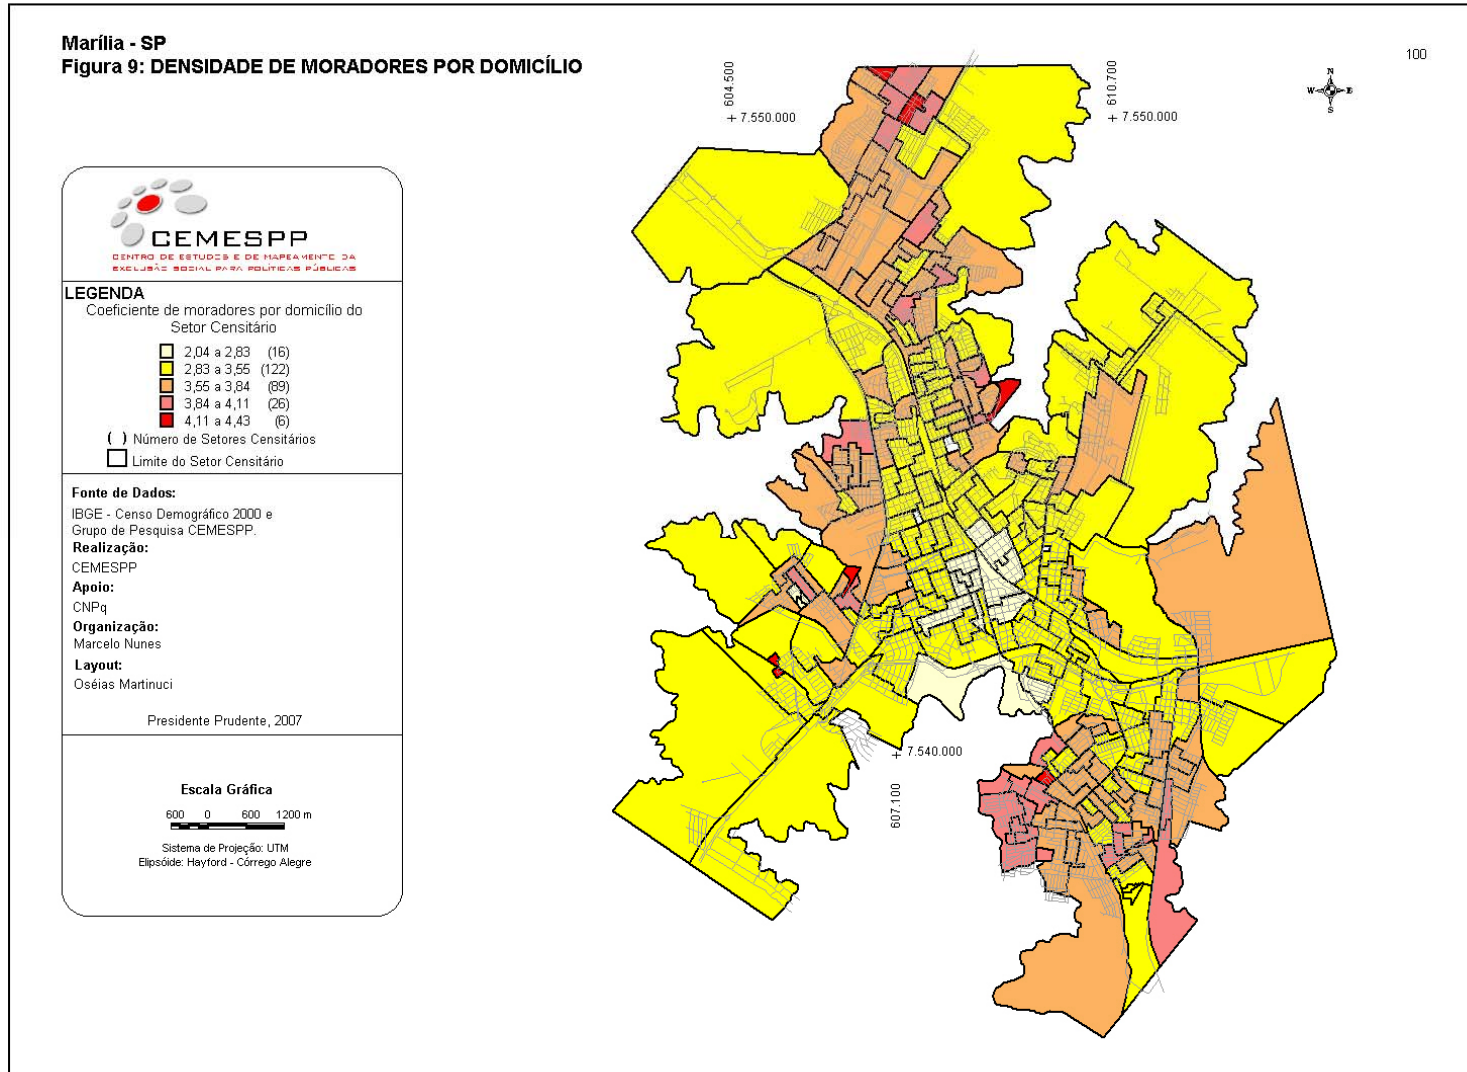 Marília - SP
Figura 9: DENSIDADE DE MORADORES POR DOMICÍLIO
100
604.500
+ 7.550.000
610.700
+ 7.550.000
N
W E
S
CEMESPP
CENTRO DE ESTUDOS E DE MAPEAMENTO DA
EXCLUSÃO SOCIAL PARA POLÍTICAS PÚBLICAS
LEGENDA
Coeficiente de moradores por domicílio do
Setor Censitário
2,04 a 2,83 (16)
2,83 a 3,55 (122)
3,55 a 3,84 (89)
3,84 a 4,11 (26)
4,11 a 4,43 (6)
( ) Número de Setores Censitários
Limite do Setor Censitário
Fonte de Dados:
IBGE - Censo Demográfico 2000 e
Grupo de Pesquisa CEMESPP.
Realização:
CEMESPP
Apoio:
CNPq
Organização:
Marcelo Nunes
Layout:
Oséias Martinuci
Presidente Prudente, 2007
+ 7.540.000
607.100
Escala Gráfica
600 0 600 1200 m
Sistema de Projeção: UTM
Elipsóide: Hayford - Córrego Alegre